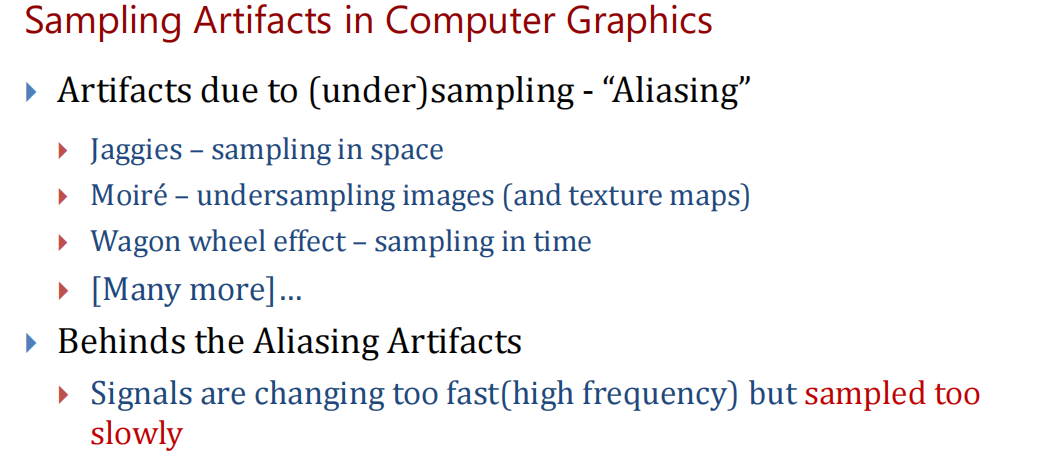 Sampling Artifacts in Computer Graphics
Artifacts due to (under)sampling - “Aliasing”
Jaggies – sampling in space
Moiré – undersampling images (and texture maps)
Wagon wheel effect – sampling in time
[Many more]…
Behinds the Aliasing Artifacts
Signals are changing too fast(high frequency) but sampled too
slowly